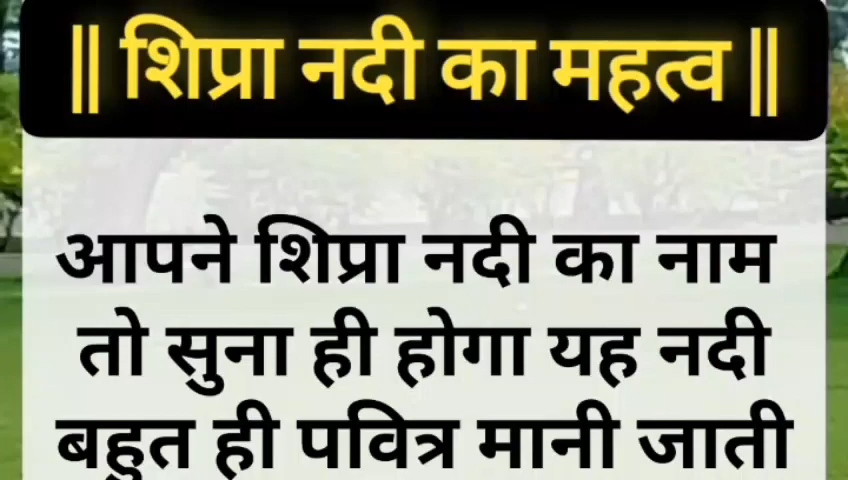 || शिप्रा नदी का महत्व ||
आपने शिप्रा नदी का नाम
तो सुना ही होगा यह नदी
बहुत ही पवित्र मानी जाती